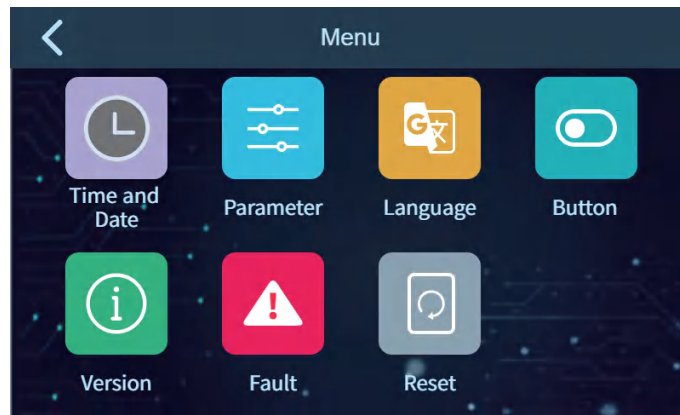 Menu
Time and
Date
Parameter
Language
Button
Version
Fault
Reset